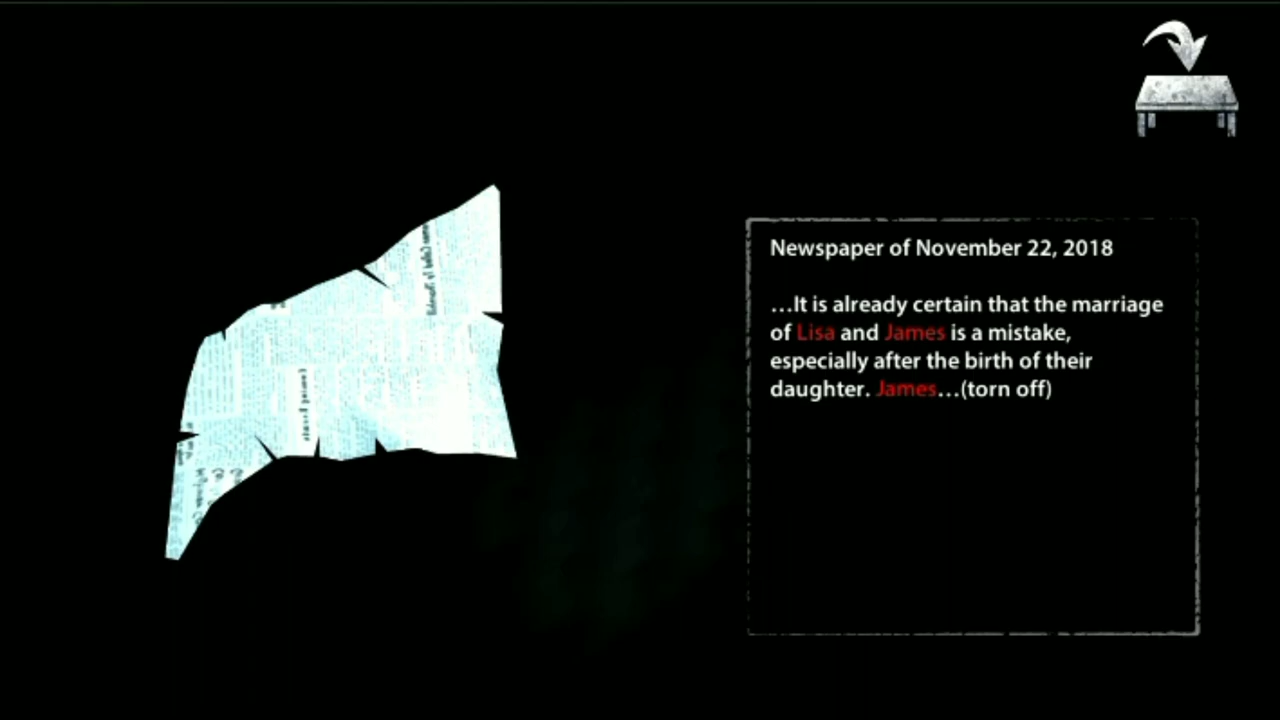 Newspaper of November 22, 2018
…It is already certain that the marriage
of Lisa and James is a mistake,
especially after the birth of their
daughter. James…(torn off)